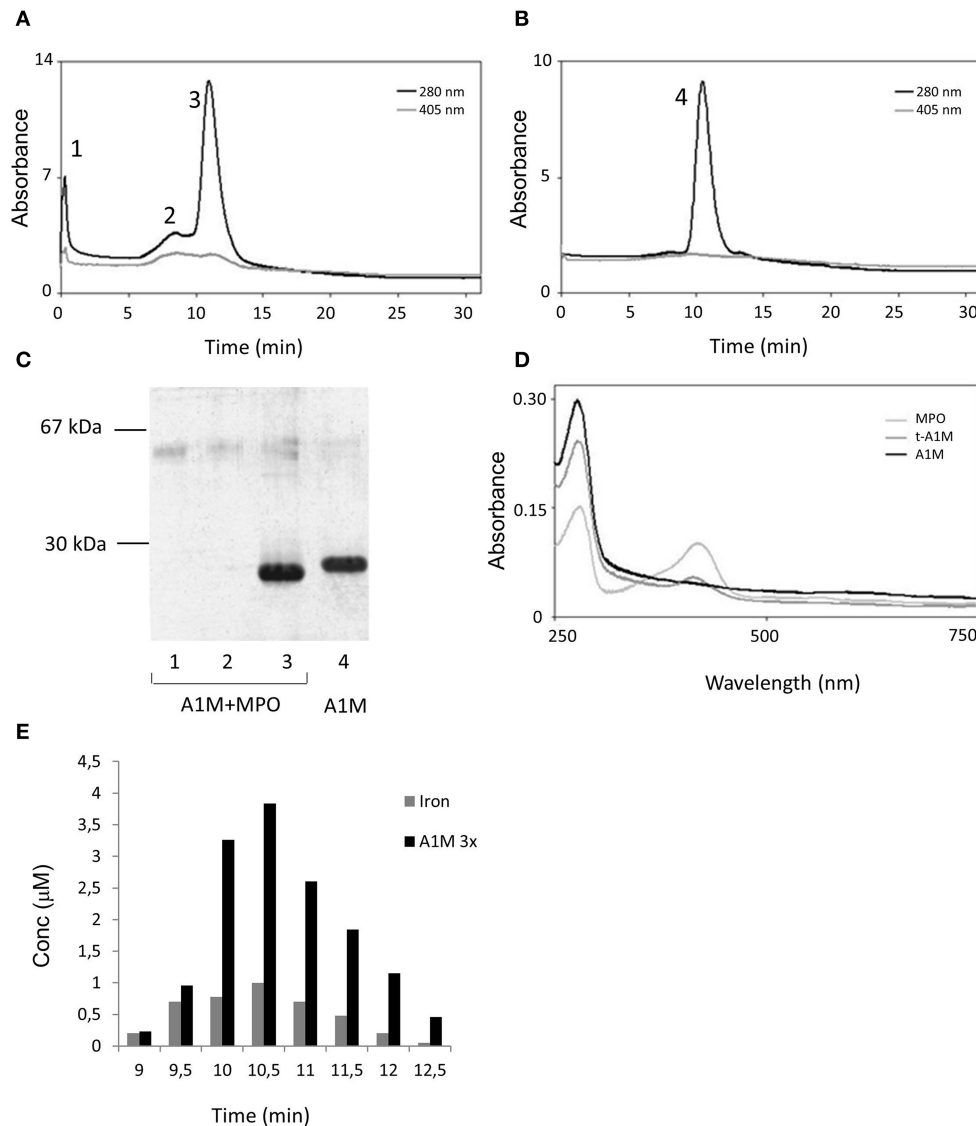 A
14
7
0
Absorbance
1
2
3
280 nm
405 nm
0 5 10 15 20 25 30
Time (min)
B
10
5
0
Absorbance
4
280 nm
405 nm
0 5 10 15 20 25 30
Time (min)
C
67 kDa
30 kDa
1 2 3 4
A1M+MPO A1M
D
0.30
0.15
0
Absorbance
MPO
t-A1M
A1M
250 500 750
Wavelength (nm)
E
4,5
4
3,5
3
2,5
2
1,5
1
0,5
0
Conc (μM)
Iron
A1M 3x
9 9,5 10 10,5 11 11,5 12 12,5
Time (min)